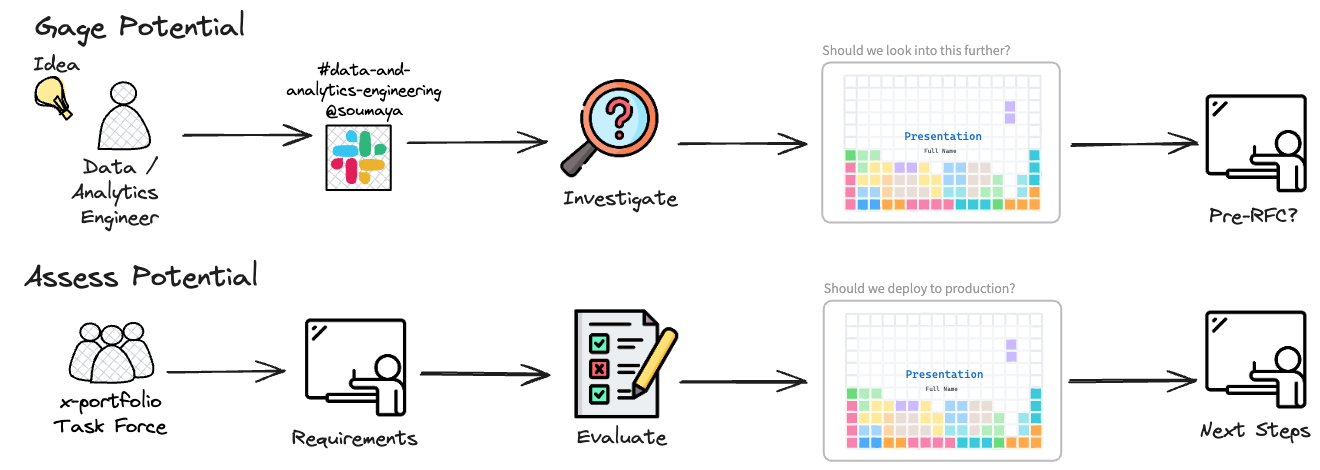 Gage Potential
Idea
Data /
Analytics
Engineer
#data-and-
analytics-engineering
@soumaya
Investigate
Should we look into this further?
Presentation
Full Name
Pre-RFC?
Assess Potential
x-portfolio
Task Force
Requirements
Evaluate
Should we deploy to production?
Presentation
Full Name
Next Steps